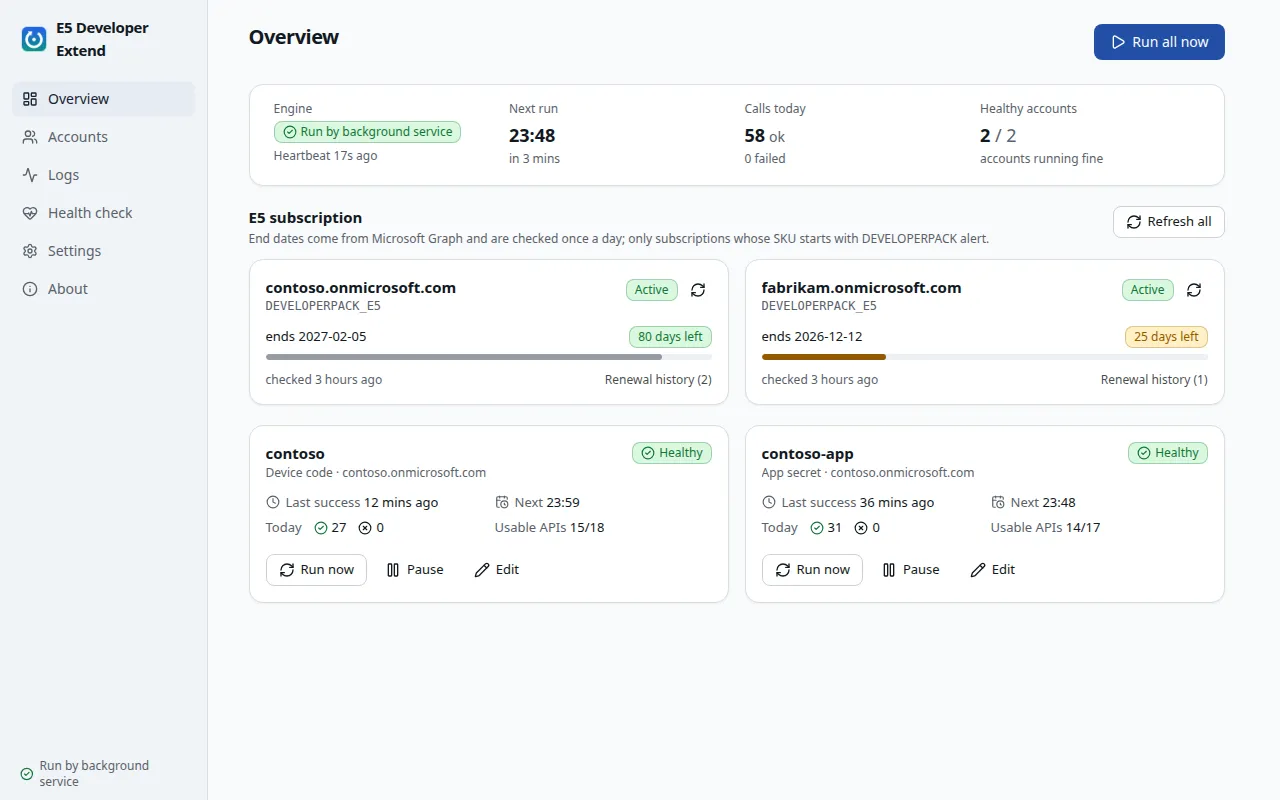 E5 Developer
Extend
Overview
Accounts
Logs
Health check
Settings
About
Run by background
service
Overview
Run all now
Engine
Run by background service
Heartbeat 17s ago
Next run
23:48
in 3 mins
Calls today
58 ok
0 failed
Healthy accounts
2 / 2
accounts running fine
E5 subscription
End dates come from Microsoft Graph and are checked once a day; only subscriptions whose SKU starts with DEVELOPERPACK alert.
Refresh all
contoso.onmicrosoft.com
Active
DEVELOPERPACK_E5
ends 2027-02-05
80 days left
checked 3 hours ago
Renewal history (2)
fabrikam.onmicrosoft.com
Active
DEVELOPERPACK_E5
ends 2026-12-12
25 days left
checked 3 hours ago
Renewal history (1)
contoso
Healthy
Device code · contoso.onmicrosoft.com
Last success 12 mins ago
Next 23:59
Today 27 0
Usable APIs 15/18
Run now
Pause
Edit
contoso-app
Healthy
App secret · contoso.onmicrosoft.com
Last success 36 mins ago
Next 23:48
Today 31 0
Usable APIs 14/17
Run now
Pause
Edit